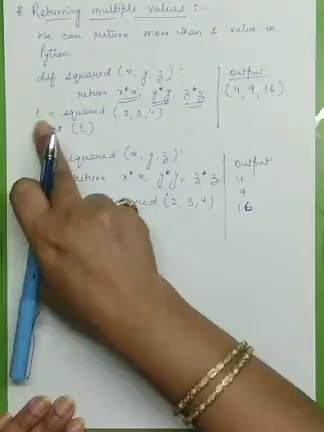 * Returning multiple values :-
We can return more than 1 value in
Python
def squared (x, y, z) :-
return x*x, y*y, z*z
t = squared (2, 3, 4)
(t)
Output
(4, 9, 16)
squared (x, y, z) :-
return x*x, y*y, z*z
(2, 3, 4)
Output
4
9
16